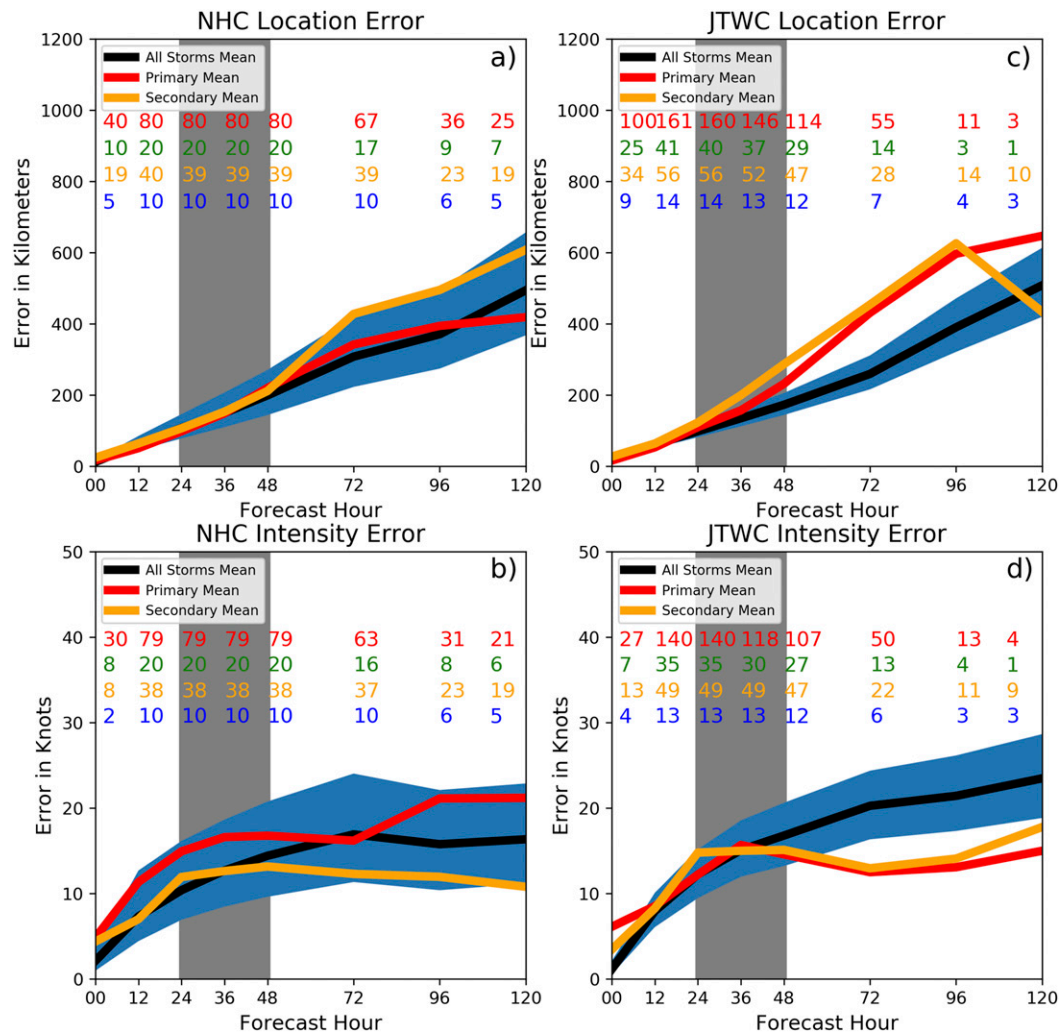 NHC Location Error
1200
1000
800
600
400
200
0
Error in Kilometers
All Storms Mean
Primary Mean
Secondary Mean
a)
40 80 80 80 80 67 36 25
10 20 20 20 20 17 9 7
19 40 39 39 39 39 23 19
5 10 10 10 10 10 6 5
00 12 24 36 48 72 96 120
Forecast Hour
JTWC Location Error
1200
1000
800
600
400
200
0
Error in Kilometers
All Storms Mean
Primary Mean
Secondary Mean
c)
100 161 160 146 114 55 11 3
25 41 40 37 29 14 3 1
34 56 56 52 47 28 14 10
9 14 14 13 12 7 4 3
00 12 24 36 48 72 96 120
Forecast Hour
NHC Intensity Error
50
40
30
20
10
0
Error in Knots
All Storms Mean
Primary Mean
Secondary Mean
b)
30 79 79 79 79 63 31 21
8 20 20 20 20 16 8 6
8 38 38 38 38 37 23 19
2 10 10 10 10 10 6 5
00 12 24 36 48 72 96 120
Forecast Hour
JTWC Intensity Error
50
40
30
20
10
0
Error in Knots
All Storms Mean
Primary Mean
Secondary Mean
d)
27 140 140 118 107 50 13 4
7 35 35 30 27 13 4 1
13 49 49 49 47 22 11 9
4 13 13 13 12 6 3 3
00 12 24 36 48 72 96 120
Forecast Hour